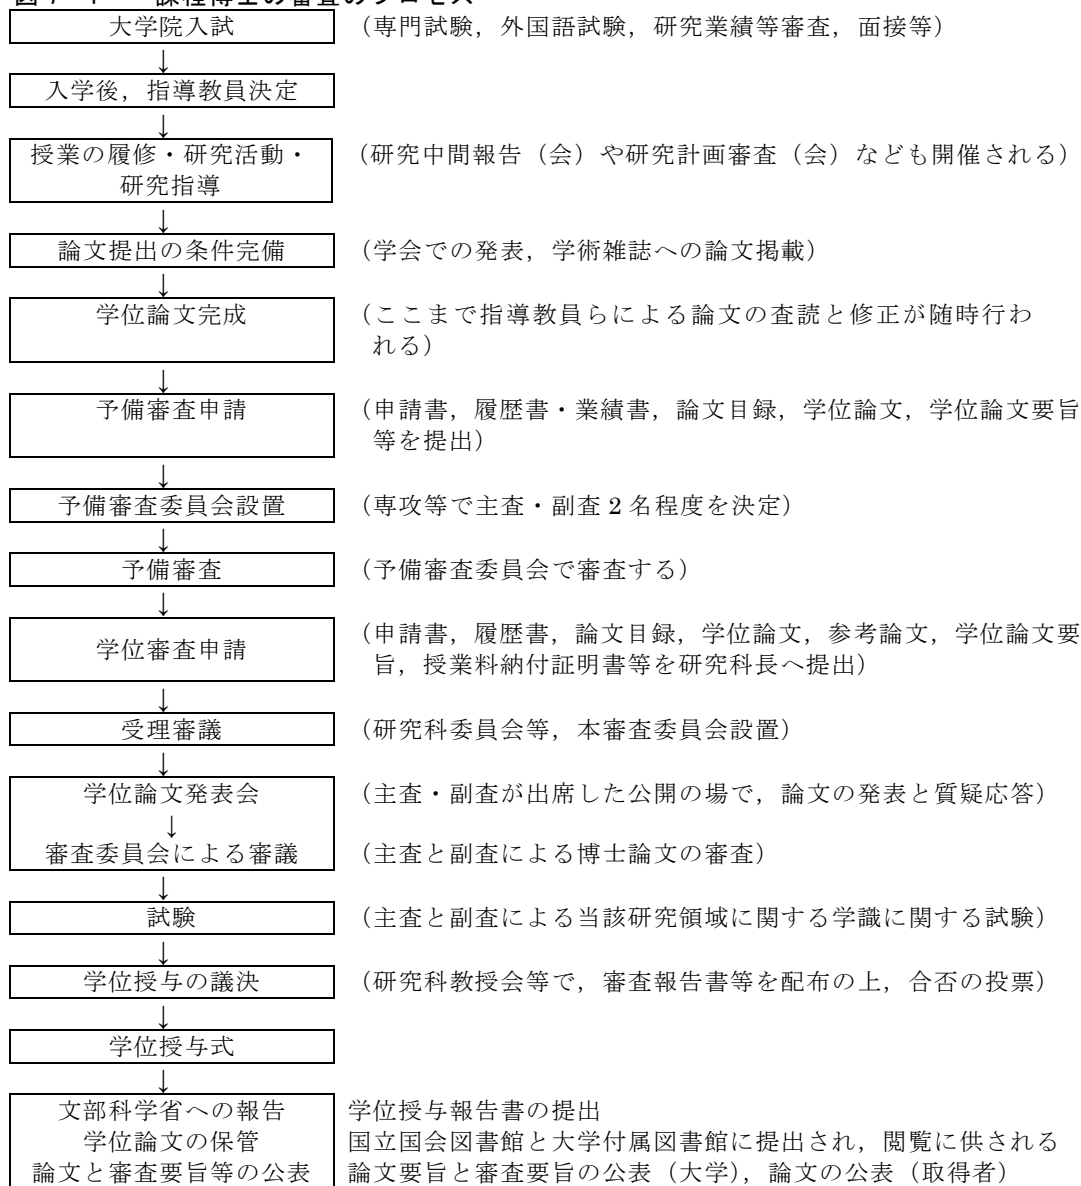 大学院入試 (専門試験，外国語試験，研究業績等審査，面接等)
↓
入学後，指導教員決定
↓
授業の履修・研究活動・ (研究中間報告（会）や研究計画審査（会）なども開催される)
研究指導
↓
論文提出の条件完備 (学会での発表，学術雑誌への論文掲載)
↓
学位論文完成 (ここまで指導教員らによる論文の査読と修正が随時行わ
れる)
↓
予備審査申請 (申請書，履歴書・業績書，論文目録，学位論文，学位論文要旨
等を提出)
↓
予備審査委員会設置 (専攻等で主査・副査 2 名程度を決定)
↓
予備審査 (予備審査委員会で審査する)
↓
学位審査申請 (申請書，履歴書，論文目録，学位論文，参考論文，学位論文要
旨，授業料納付証明書等を研究科長へ提出)
↓
受理審議 (研究科委員会等，本審査委員会設置)
↓
学位論文発表会 (主査・副査が出席した公開の場で，論文の発表と質疑応答)
↓
審査委員会による審議 (主査と副査による博士論文の審査)
↓
試験 (主査と副査による当該研究領域に関する学識に関する試験)
↓
学位授与の議決 (研究科教授会等で，審査報告書等を配布の上，合否の投票)
↓
学位授与式
↓
文部科学省への報告 学位授与報告書の提出
学位論文の保管 国立国会図書館と大学付属図書館に提出され，閲覧に供される
論文と審査要旨等の公表 論文要旨と審査要旨の公表（大学），論文の公表（取得者）